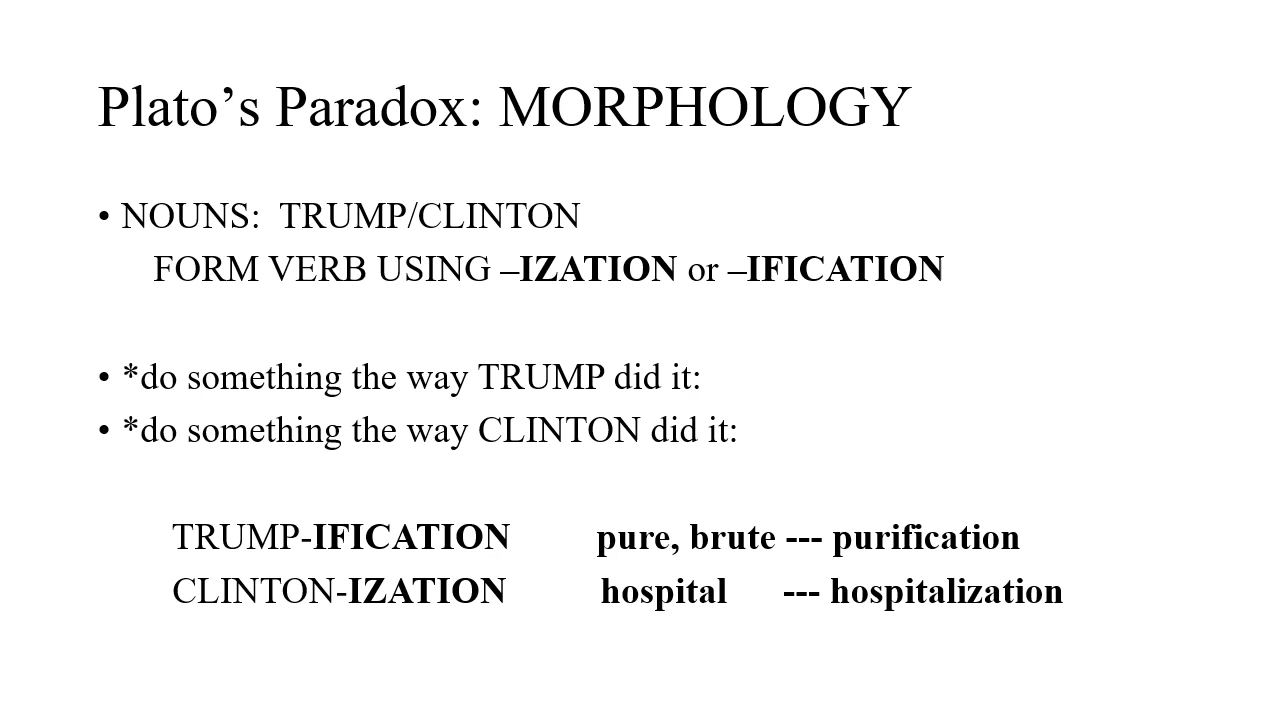 Plato’s Paradox: MORPHOLOGY
• NOUNS:  TRUMP/CLINTON
FORM VERB USING –IZATION or –IFICATION
• *do something the way TRUMP did it:
• *do something the way CLINTON did it:
TRUMP-IFICATION pure, brute --- purification
CLINTON-IZATION hospital --- hospitalization